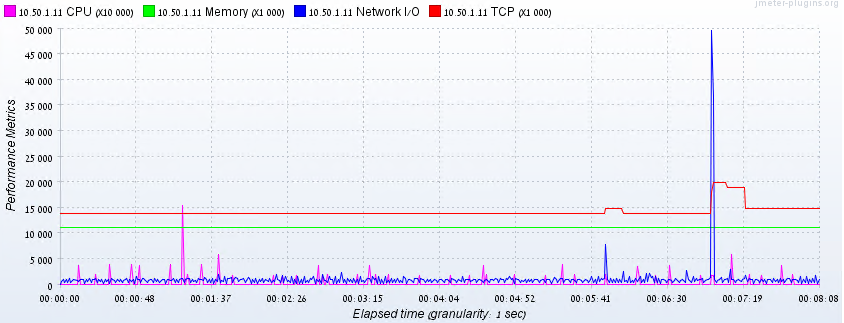 jmeter-plugins.org
10.50.1.11 CPU (X10 000) 10.50.1.11 Memory (X1 000) 10.50.1.11 Network I/O 10.50.1.11 TCP (X1 000)
50 000
45 000
40 000
35 000
30 000
25 000
20 000
15 000
10 000
5 000
0
Performance Metrics
00:00:00 00:00:48 00:01:37 00:02:26 00:03:15 00:04:04 00:04:52 00:05:41 00:06:30 00:07:19 00:08:08
Elapsed time (granularity: 1 sec)